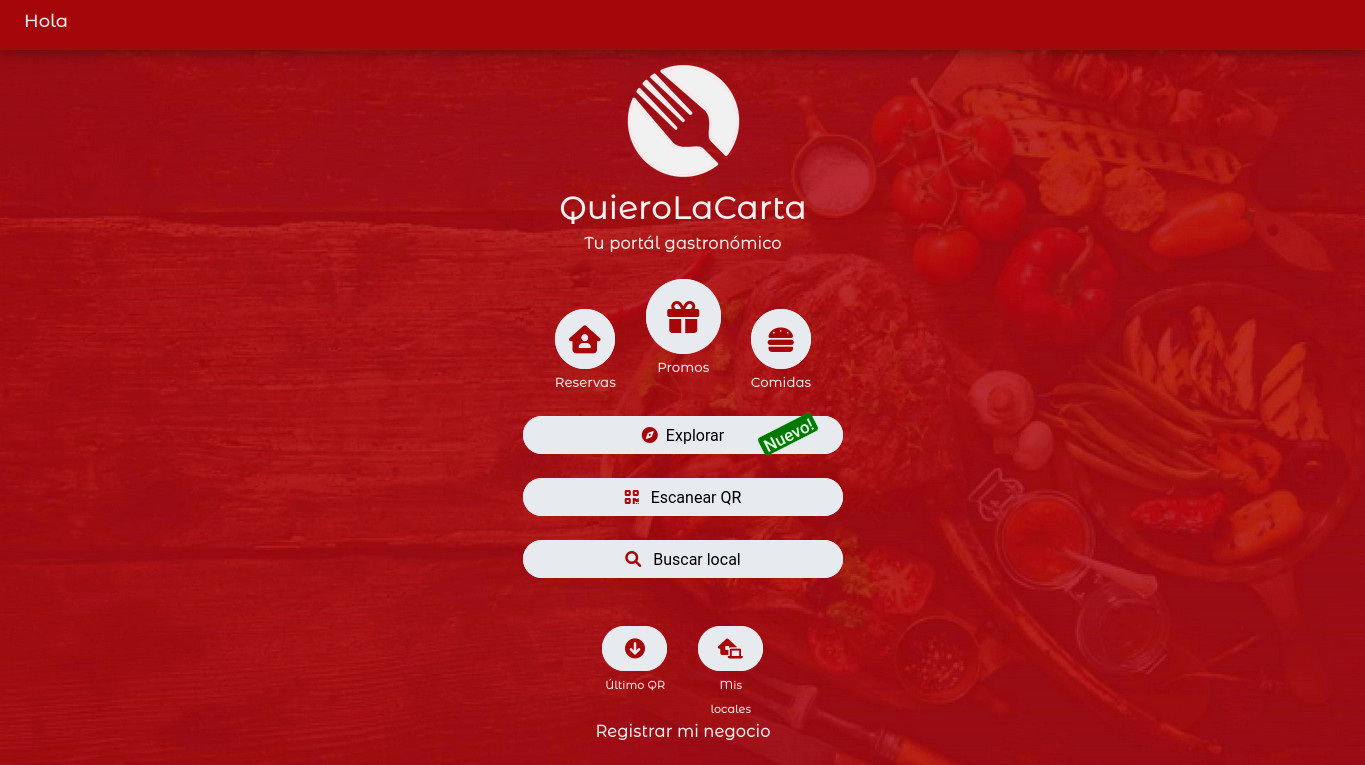 Hola
QuieroLaCarta
Tu portál gastronómico
Reservas
Promos
Comidas
Explorar
Nuevo!
Escanear QR
Buscar local
Último QR
Mis
locales
Registrar mi negocio